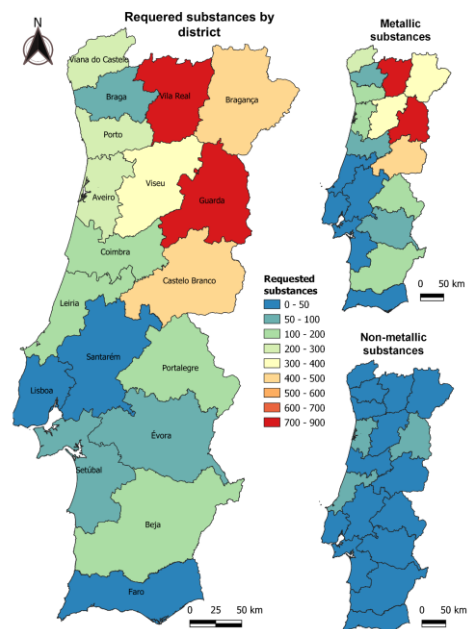 Requered substances by
district
N
Viana do Castelo
Braga
Vila Real
Bragança
Porto
Aveiro
Viseu
Guarda
Coimbra
Castelo Branco
Leiria
Santarém
Lisboa
Portalegre
Setúbal
Évora
Beja
Faro
0 25 50 km
Requested
substances
0 - 50
50 - 100
100 - 200
200 - 300
300 - 400
400 - 500
500 - 600
600 - 700
700 - 900
Metallic
substances
0 50 km
Non-metallic
substances
0 50 km